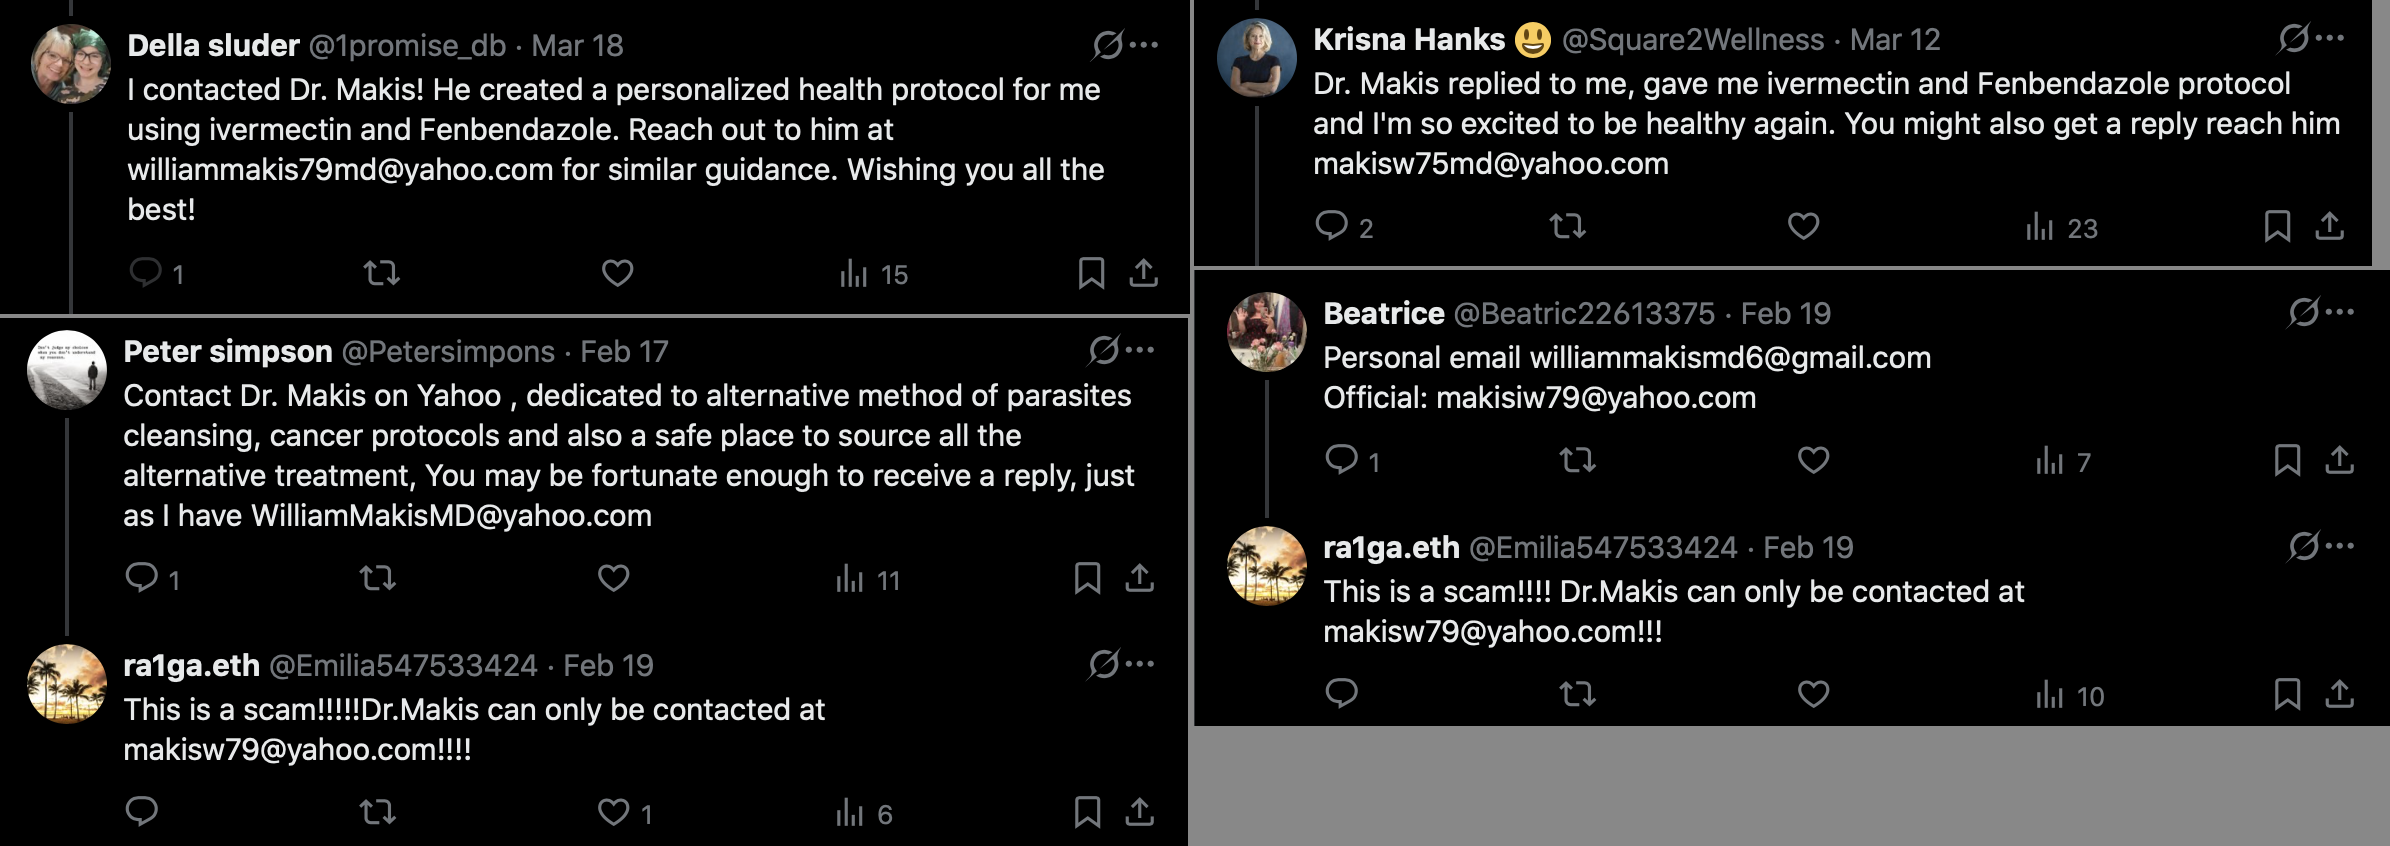 Della sluder @1promise_db · Mar 18
I contacted Dr. Makis! He created a personalized health protocol for me
using ivermectin and Fenbendazole. Reach out to him at
williammakis79md@yahoo.com for similar guidance. Wishing you all the
best!
1 15
Peter simpson @Petersimpons · Feb 17
Contact Dr. Makis on Yahoo , dedicated to alternative method of parasites
cleansing, cancer protocols and also a safe place to source all the
alternative treatment, You may be fortunate enough to receive a reply, just
as I have WilliamMakisMD@yahoo.com
1 11
ra1ga.eth @Emilia547533424 · Feb 19
This is a scam!!!!!Dr.Makis can only be contacted at
makisw79@yahoo.com!!!!
1 6
Krisna Hanks 😃 @Square2Wellness · Mar 12
Dr. Makis replied to me, gave me ivermectin and Fenbendazole protocol
and I'm so excited to be healthy again. You might also get a reply reach him
makisw75md@yahoo.com
2 23
Beatrice @Beatric22613375 · Feb 19
Personal email williammakismd6@gmail.com
Official: makisiw79@yahoo.com
1 7
ra1ga.eth @Emilia547533424 · Feb 19
This is a scam!!!! Dr.Makis can only be contacted at
makisw79@yahoo.com!!!
10